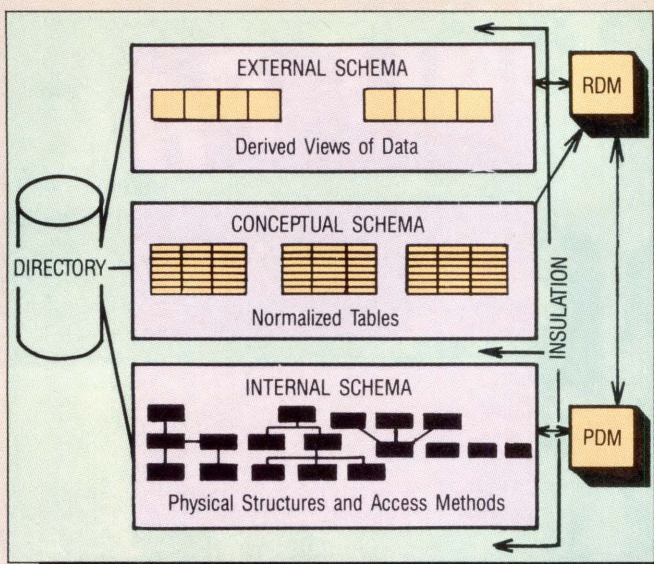 EXTERNAL SCHEMA
Derived Views of Data
RDM
CONCEPTUAL SCHEMA
DIRECTORY
Normalized Tables
INSULATION
INTERNAL SCHEMA
PDM
Physical Structures and Access Methods